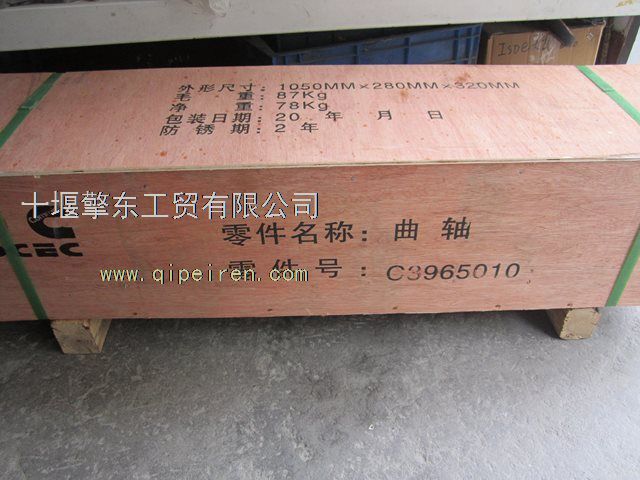 Isde
外形尺寸：1050MM×280MM×320MM
毛 重：87Kg
净 重：78Kg
包装日期：20 年 月 日
防锈期：2 年
十堰擎东工贸有限公司
CEC
零件名称：曲 轴
www.qipeiren.com
零件号：C3965010